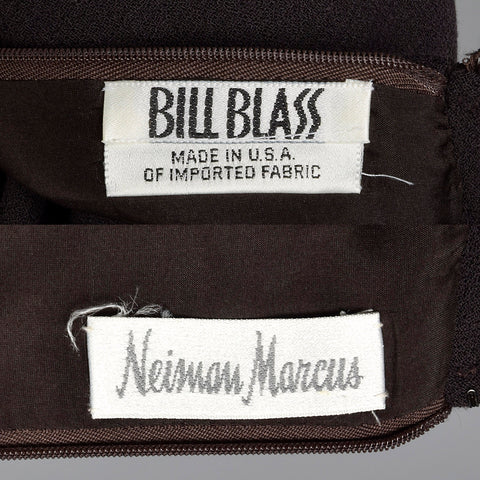 BILL BLASS
MADE IN U.S.A.
OF IMPORTED FABRIC
Neiman Marcus